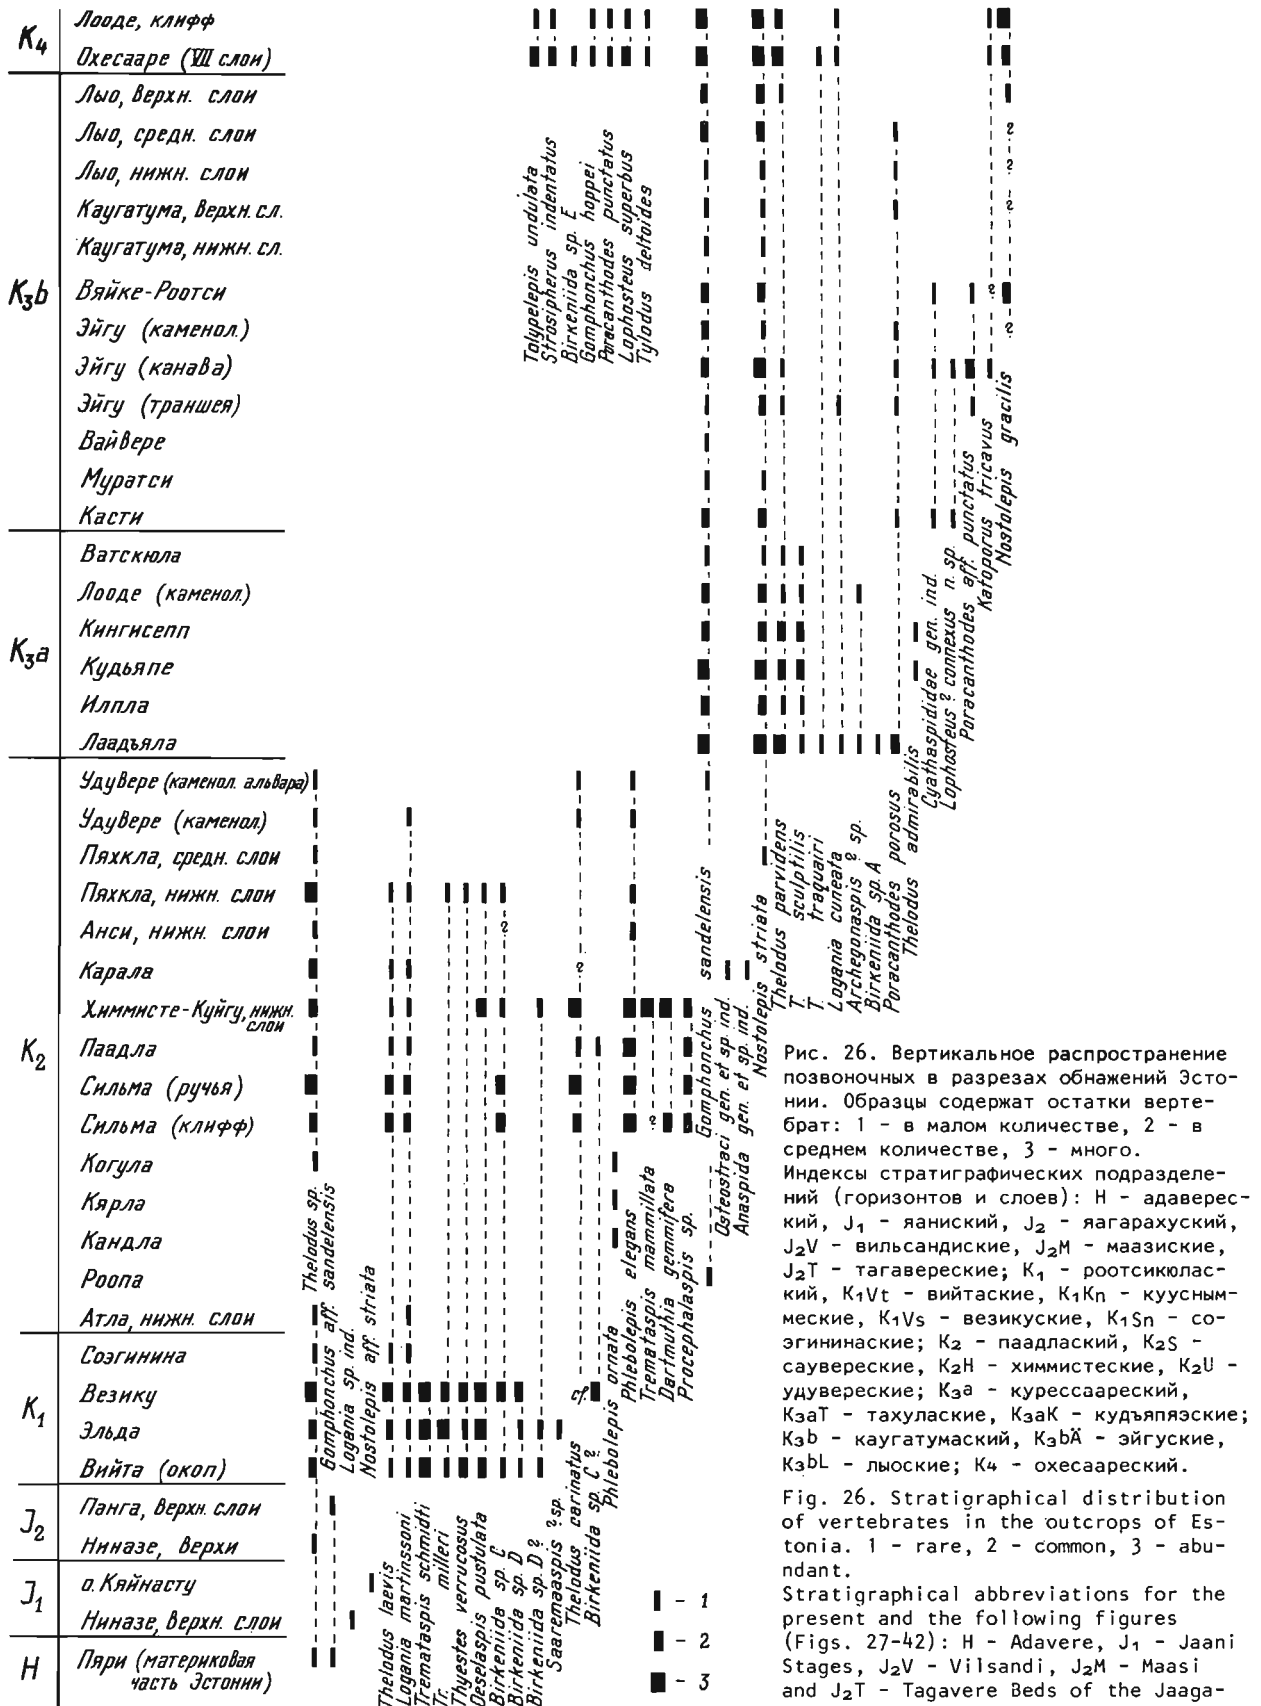 K₄
Лооде, клифф
Охесааре (VII слои)
K₃b
Лыо, верхн. слои
Лыо, средн. слои
Лыо, нижн. слои
Каугатума, верхн. сл.
Каугатума, нижн. сл.
Вяйке-Роотси
Эйгу (каменол.)
Эйгу (канава)
Эйгу (траншея)
Вайвере
Муратси
Касти
K₃a
Ватскюла
Лооде (каменол.)
Кингисепп
Кудьяпе
Илпла
Лаадъяла
K₂
Удувере (каменол. альвара)
Удувере (каменол)
Пяхкла, средн. слои
Пяхкла, нижн. слои
Анси, нижн. слои
Карала
Химмисте-Куйгу, нижн.
слои
Паадла
Сильма (ручья)
Сильма (клифф)
Когула
Кярла
Кандла
Роопа
Атла, нижн. слои
K₁
Соэгинина
Везику
Эльда
Вийта (окоп)
J₂
Панга, верхн. слои
Ниназе, верхи
J₁
о. Кяйнасту
Ниназе, верхн. слои
H
Пяри (материковая
часть Эстонии)
Tolypelepis undulata
Strosipherus indentatus
Birkeniida sp. E
Gomphonchus hoppei
Poracanthodes punctatus
Lophosteus superbus
Tylodus deltoides
Thelodus sp.
Gomphonchus aff. sandelensis
Logania sp. ind.
Nostolepis aff. striata
Thelodus laevis
Logania martinssoni
Tremataspis schmidti
Tr. milleri
Thyestes verrucosus
Oeselaspis pustulata
Birkeniida sp. C
Birkeniida sp. D
Birkeniida sp. D ?
Saaremaaspis ? sp.
Thelodus carinatus
Birkeniida sp. C ?
Phlebolepis ornata
Phlebolepis elegans
Tremataspis mammillata
Dartmuthia gemmifera
Procephalaspis sp.
Gomphonchus sandelensis
Osteostraci gen. et sp. ind.
Anaspida gen. et sp. ind.
Nostolepis striata
Thelodus parvidens
T. sculptilis
T. traquairi
Logania cuneata
Archegonaspis ? sp.
Birkeniida sp. A
Poracanthodes porosus
Thelodus admirabilis
Cyathaspididae gen. ind.
Lophosteus ? connexus n. sp.
Poracanthodes aff. punctatus
Katoporus tricavus
Nostolepis gracilis
?
?
?
?
?
?
?
?
cf.
- 1
- 2
- 3
Рис. 26. Вертикальное распространение
позвоночных в разрезах обнажений Эсто-
нии. Образцы содержат остатки верте-
брат: 1 - в малом количестве, 2 - в
среднем количестве, 3 - много.
Индексы стратиграфических подразделе-
ний (горизонтов и слоев): H - адаверес-
кий, J₁ - яаниский, J₂ - яагарахуский,
J₂V - вильсандиские, J₂M - маазиские,
J₂T - тагавереские; K₁ - роотсикюлас-
кий, K₁Vt - вийтаские, K₁Kn - куусным-
меские, K₁Vs - везикуские, K₁Sn - со-
эгининаские; K₂ - паадлаский, K₂S -
саувереские, K₂H - химмистеские, K₂U -
удувереские; K₃a - курессаареский,
K₃aT - тахулаские, K₃aK - кудъяпяэские;
K₃b - каугатумаский, K₃bÄ - эйгуские,
K₃bL - лыоские; K₄ - охесаареский.
Fig. 26. Stratigraphical distribution
of vertebrates in the outcrops of Es-
tonia. 1 - rare, 2 - common, 3 - abu-
ndant.
Stratigraphical abbreviations for the
present and the following figures
(Figs. 27-42): H - Adavere, J₁ - Jaani
Stages, J₂V - Vilsandi, J₂M - Maasi
and J₂T - Tagavere Beds of the Jaaga-